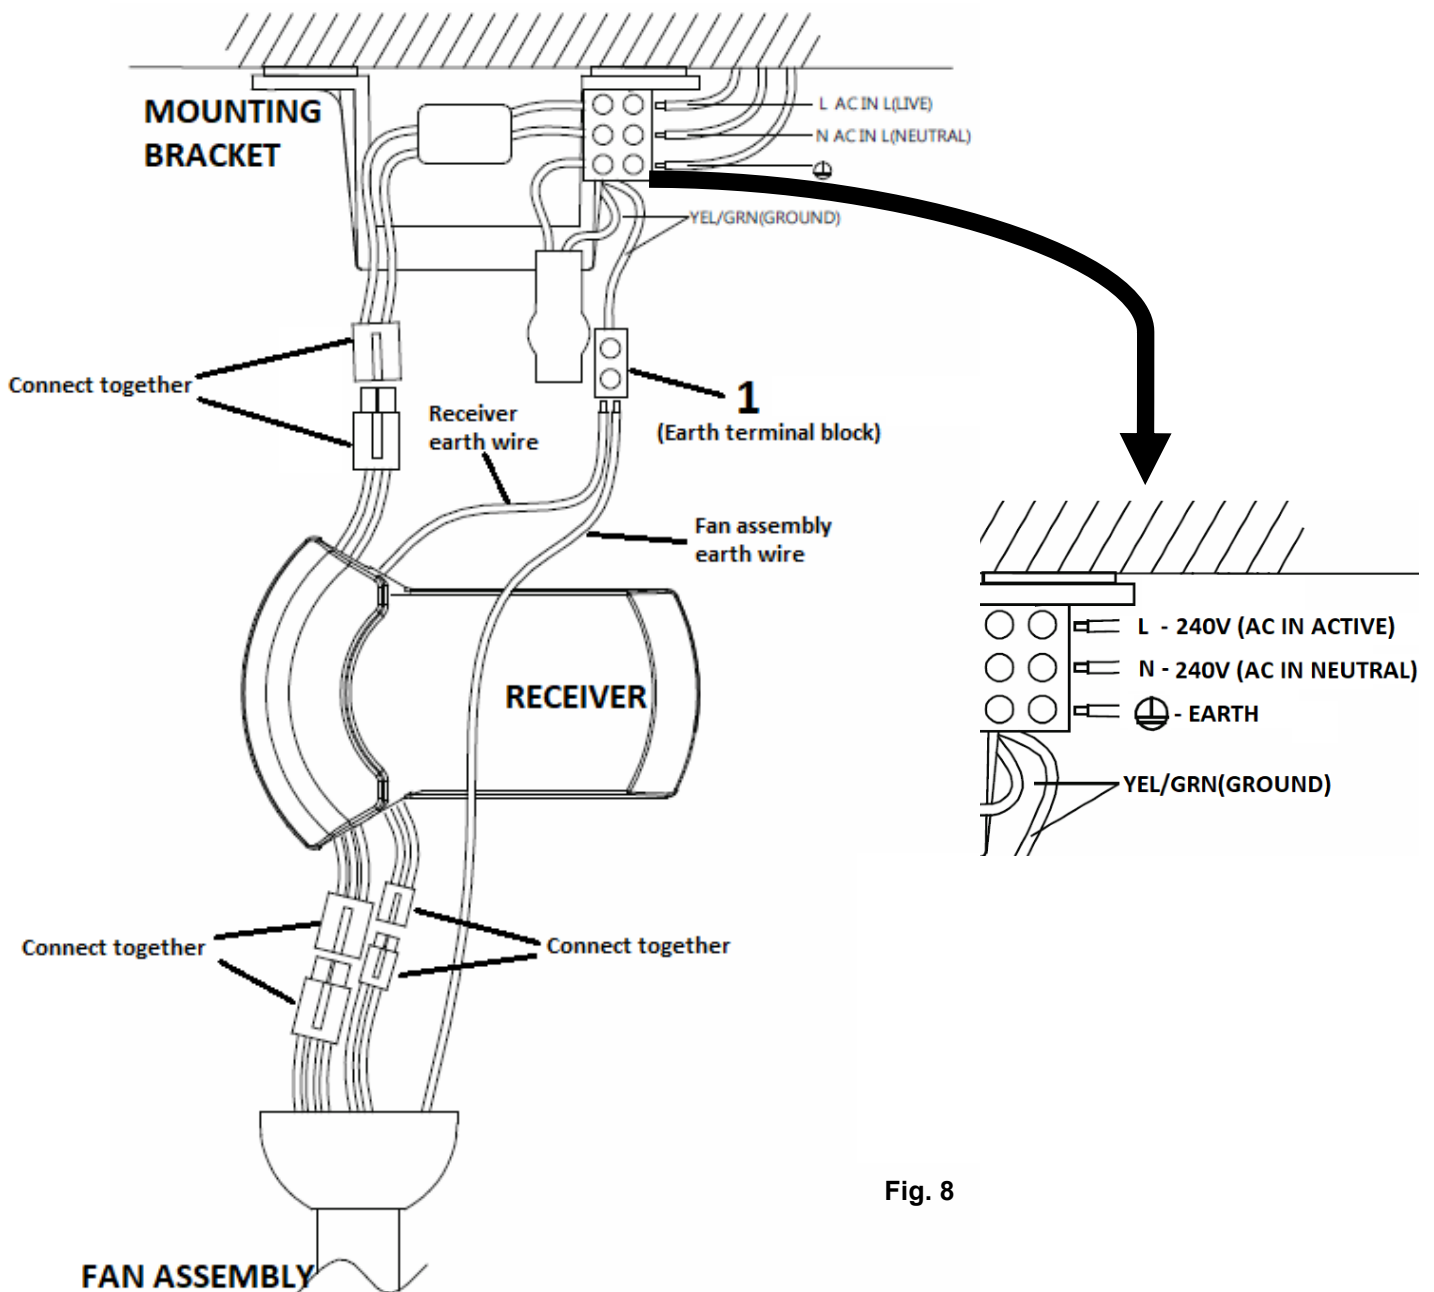 MOUNTING
BRACKET
L AC IN L(LIVE)
N AC IN L(NEUTRAL)
YEL/GRN(GROUND)
Connect together
Receiver
earth wire
1
(Earth terminal block)
Fan assembly
earth wire
RECEIVER
L - 240V (AC IN ACTIVE)
N - 240V (AC IN NEUTRAL)
- EARTH
YEL/GRN(GROUND)
Connect together
Connect together
Fig. 8
FAN ASSEMBLY